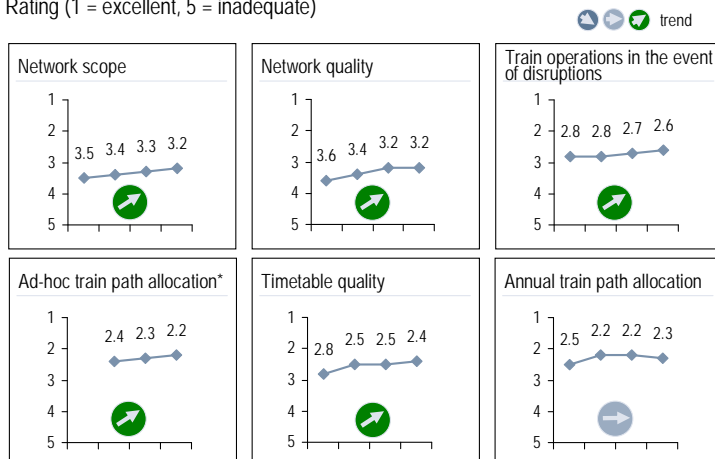 Rating (1 = excellent, 5 = inadequate)
trend
Network scope
1
2
3
4
5
3.5 3.4 3.3 3.2
Network quality
1
2
3
4
5
3.6 3.4 3.2 3.2
Train operations in the event
of disruptions
1
2
3
4
5
2.8 2.8 2.7 2.6
Ad-hoc train path allocation*
1
2
3
4
5
2.4 2.3 2.2
Timetable quality
1
2
3
4
5
2.8 2.5 2.5 2.4
Annual train path allocation
1
2
3
4
5
2.5 2.2 2.2 2.3